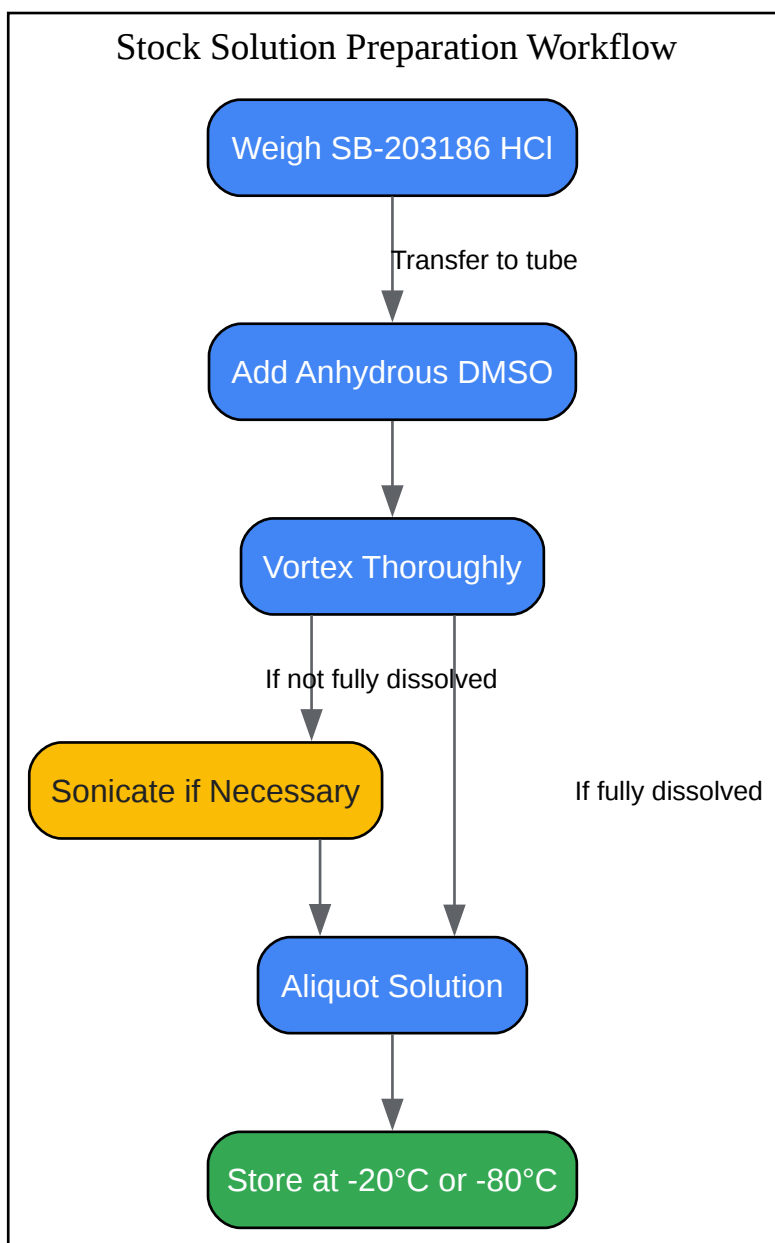 Stock Solution Preparation Workflow
Weigh SB-203186 HCl
Transfer to tube
Add Anhydrous DMSO
Vortex Thoroughly
If not fully dissolved
Sonicate if Necessary
If fully dissolved
Aliquot Solution
Store at -20°C or -80°C